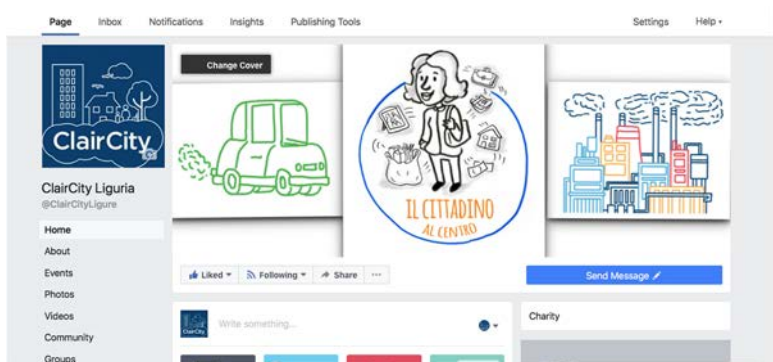 Page Inbox Notifications Insights Publishing Tools Settings Help
Change Cover
ClairCity
IL CITTADINO
AL CENTRO
ClairCity Liguria
@ClairCityLigure
Home
About
Events
Photos
Videos
Community
Groups
Liked Following Share ...
Send Message
ClairCity
Write something...
Charity